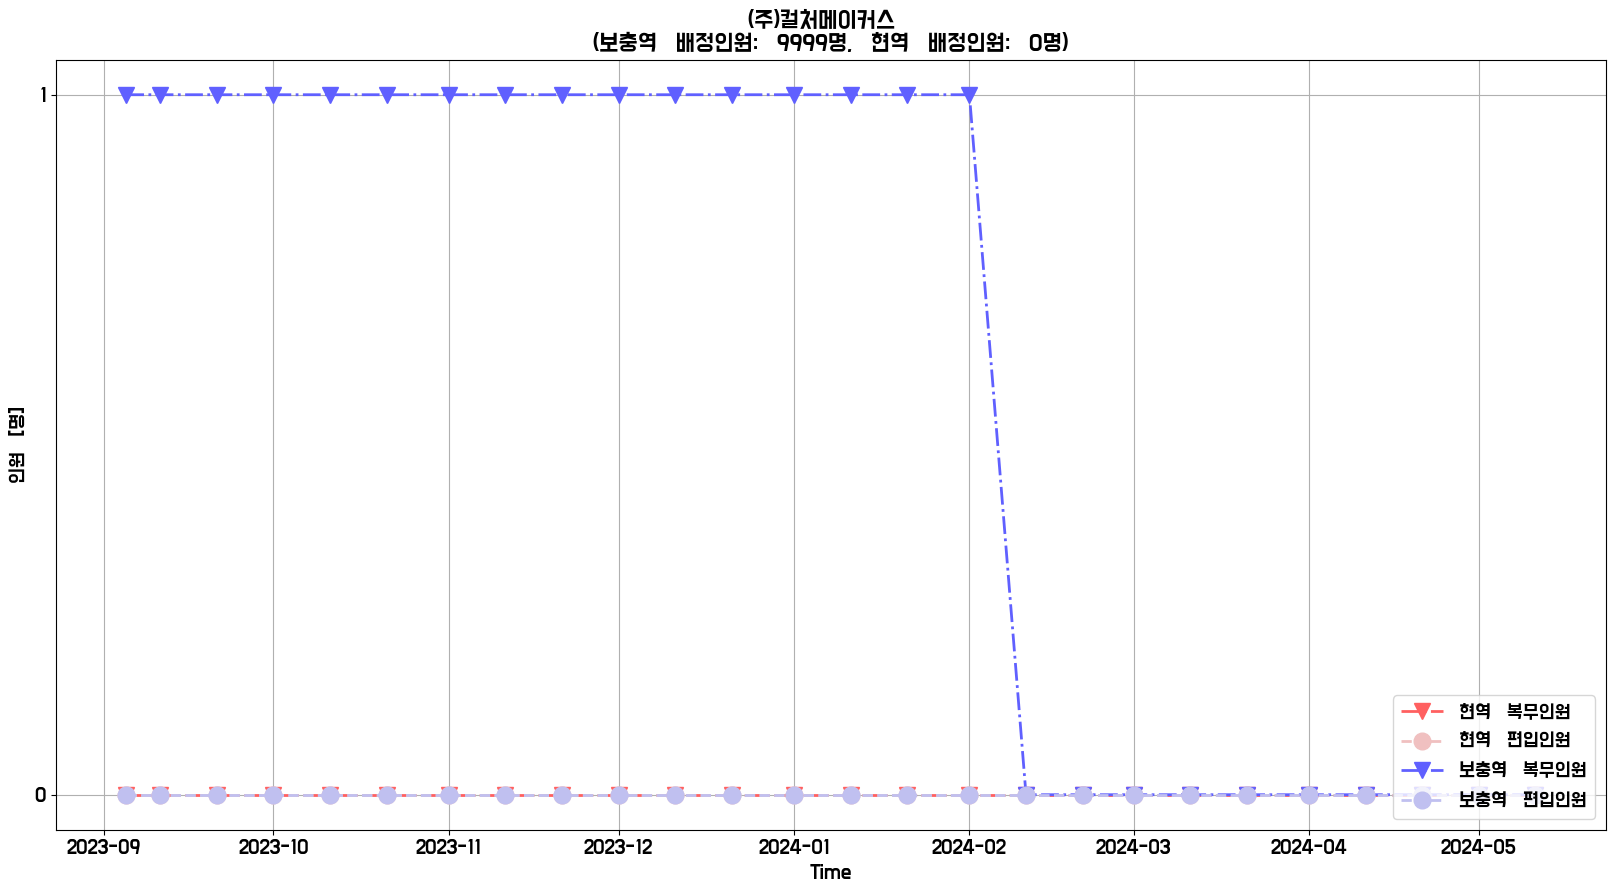 (주)컬처메이커스
(보충역 배정인원: 9999명, 현역 배정인원: 0명)
1
인원 [명]
0
현역 복무인원
현역 편입인원
보충역 복무인원
보충역 편입인원
2023-09 2023-10 2023-11 2023-12 2024-01 2024-02 2024-03 2024-04 2024-05
Time